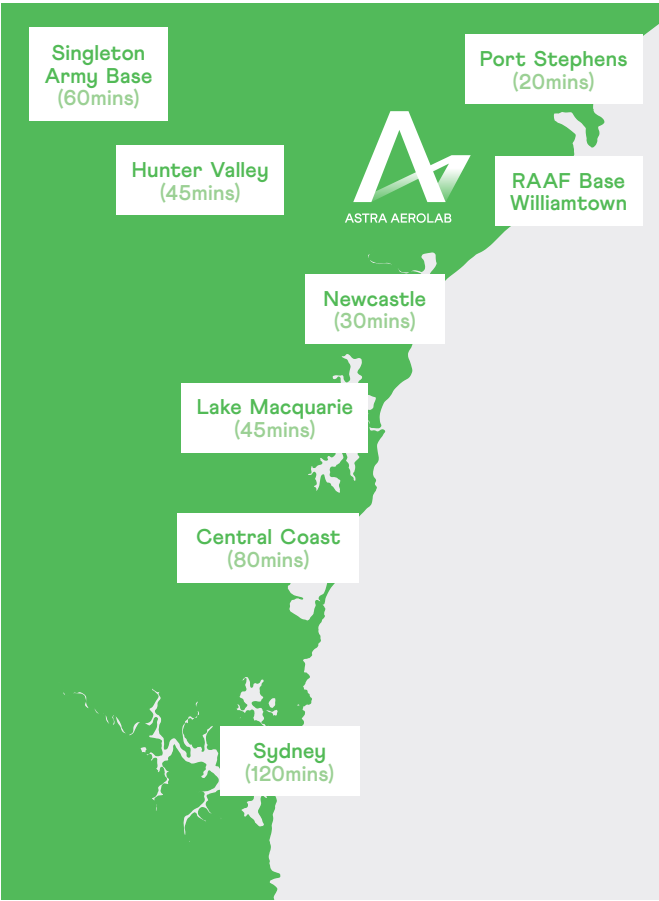 Singleton
Army Base
(60mins)
Port Stephens
(20mins)
Hunter Valley
(45mins)
RAAF Base
Williamtown
ASTRA AEROLAB
Newcastle
(30mins)
Lake Macquarie
(45mins)
Central Coast
(80mins)
Sydney
(120mins)